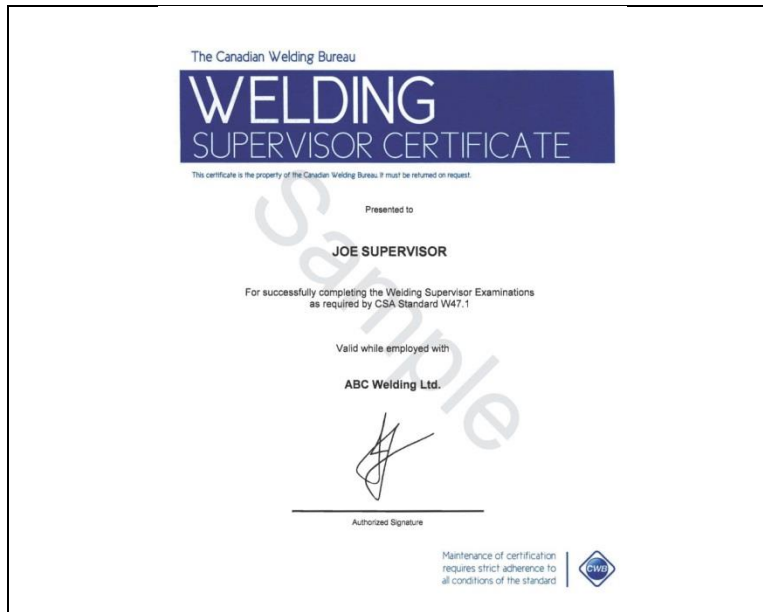 The Canadian Welding Bureau
WELDING
SUPERVISOR CERTIFICATE
This certificate is the property of the Canadian Welding Bureau. It must be returned on request.
Presented to
JOE SUPERVISOR
For successfully completing the Welding Supervisor Examinations
as required by CSA Standard W47.1
Valid while employed with
ABC Welding Ltd.
Sample
Authorized Signature
Maintenance of certification
requires strict adherence to
all conditions of the standard
CWB